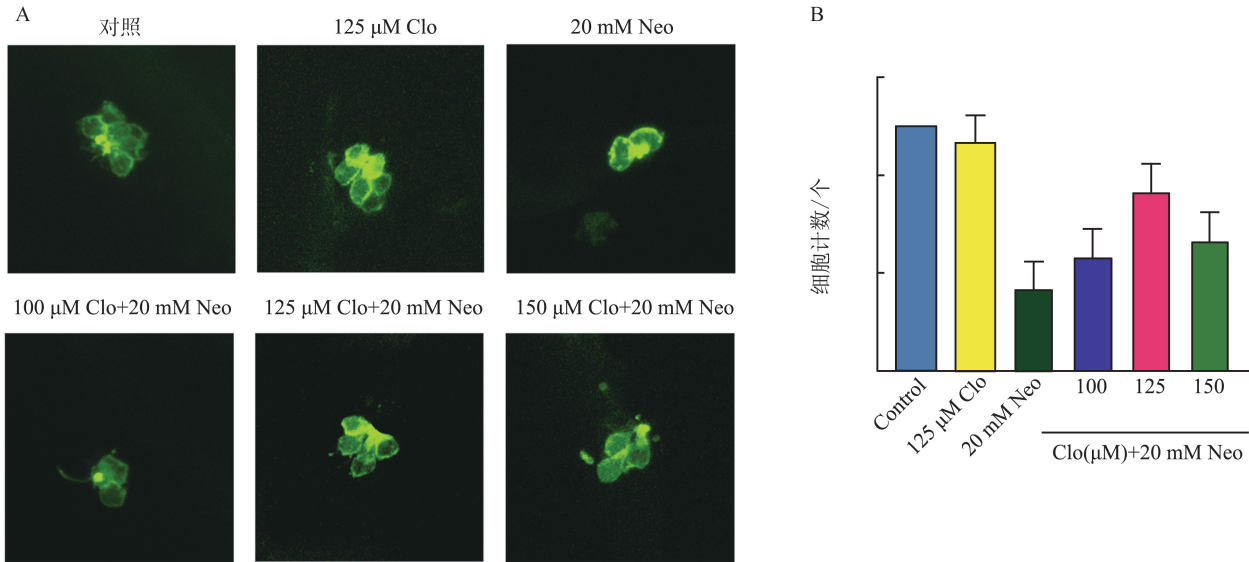 A
对照
125 μM Clo
20 mM Neo
100 μM Clo+20 mM Neo
125 μM Clo+20 mM Neo
150 μM Clo+20 mM Neo
B
细胞计数/个
Control
125 μM Clo
20 mM Neo
100
125
150
Clo(μM)+20 mM Neo